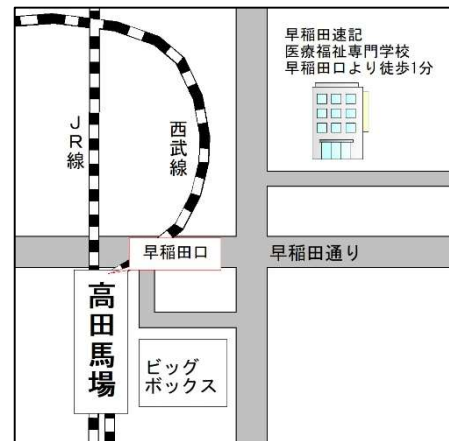 早稲田速記
医療福祉専門学校
早稲田口より徒歩1分
JR線
西武線
早稲田口
早稲田通り
高田馬場
ビッグ
ボックス